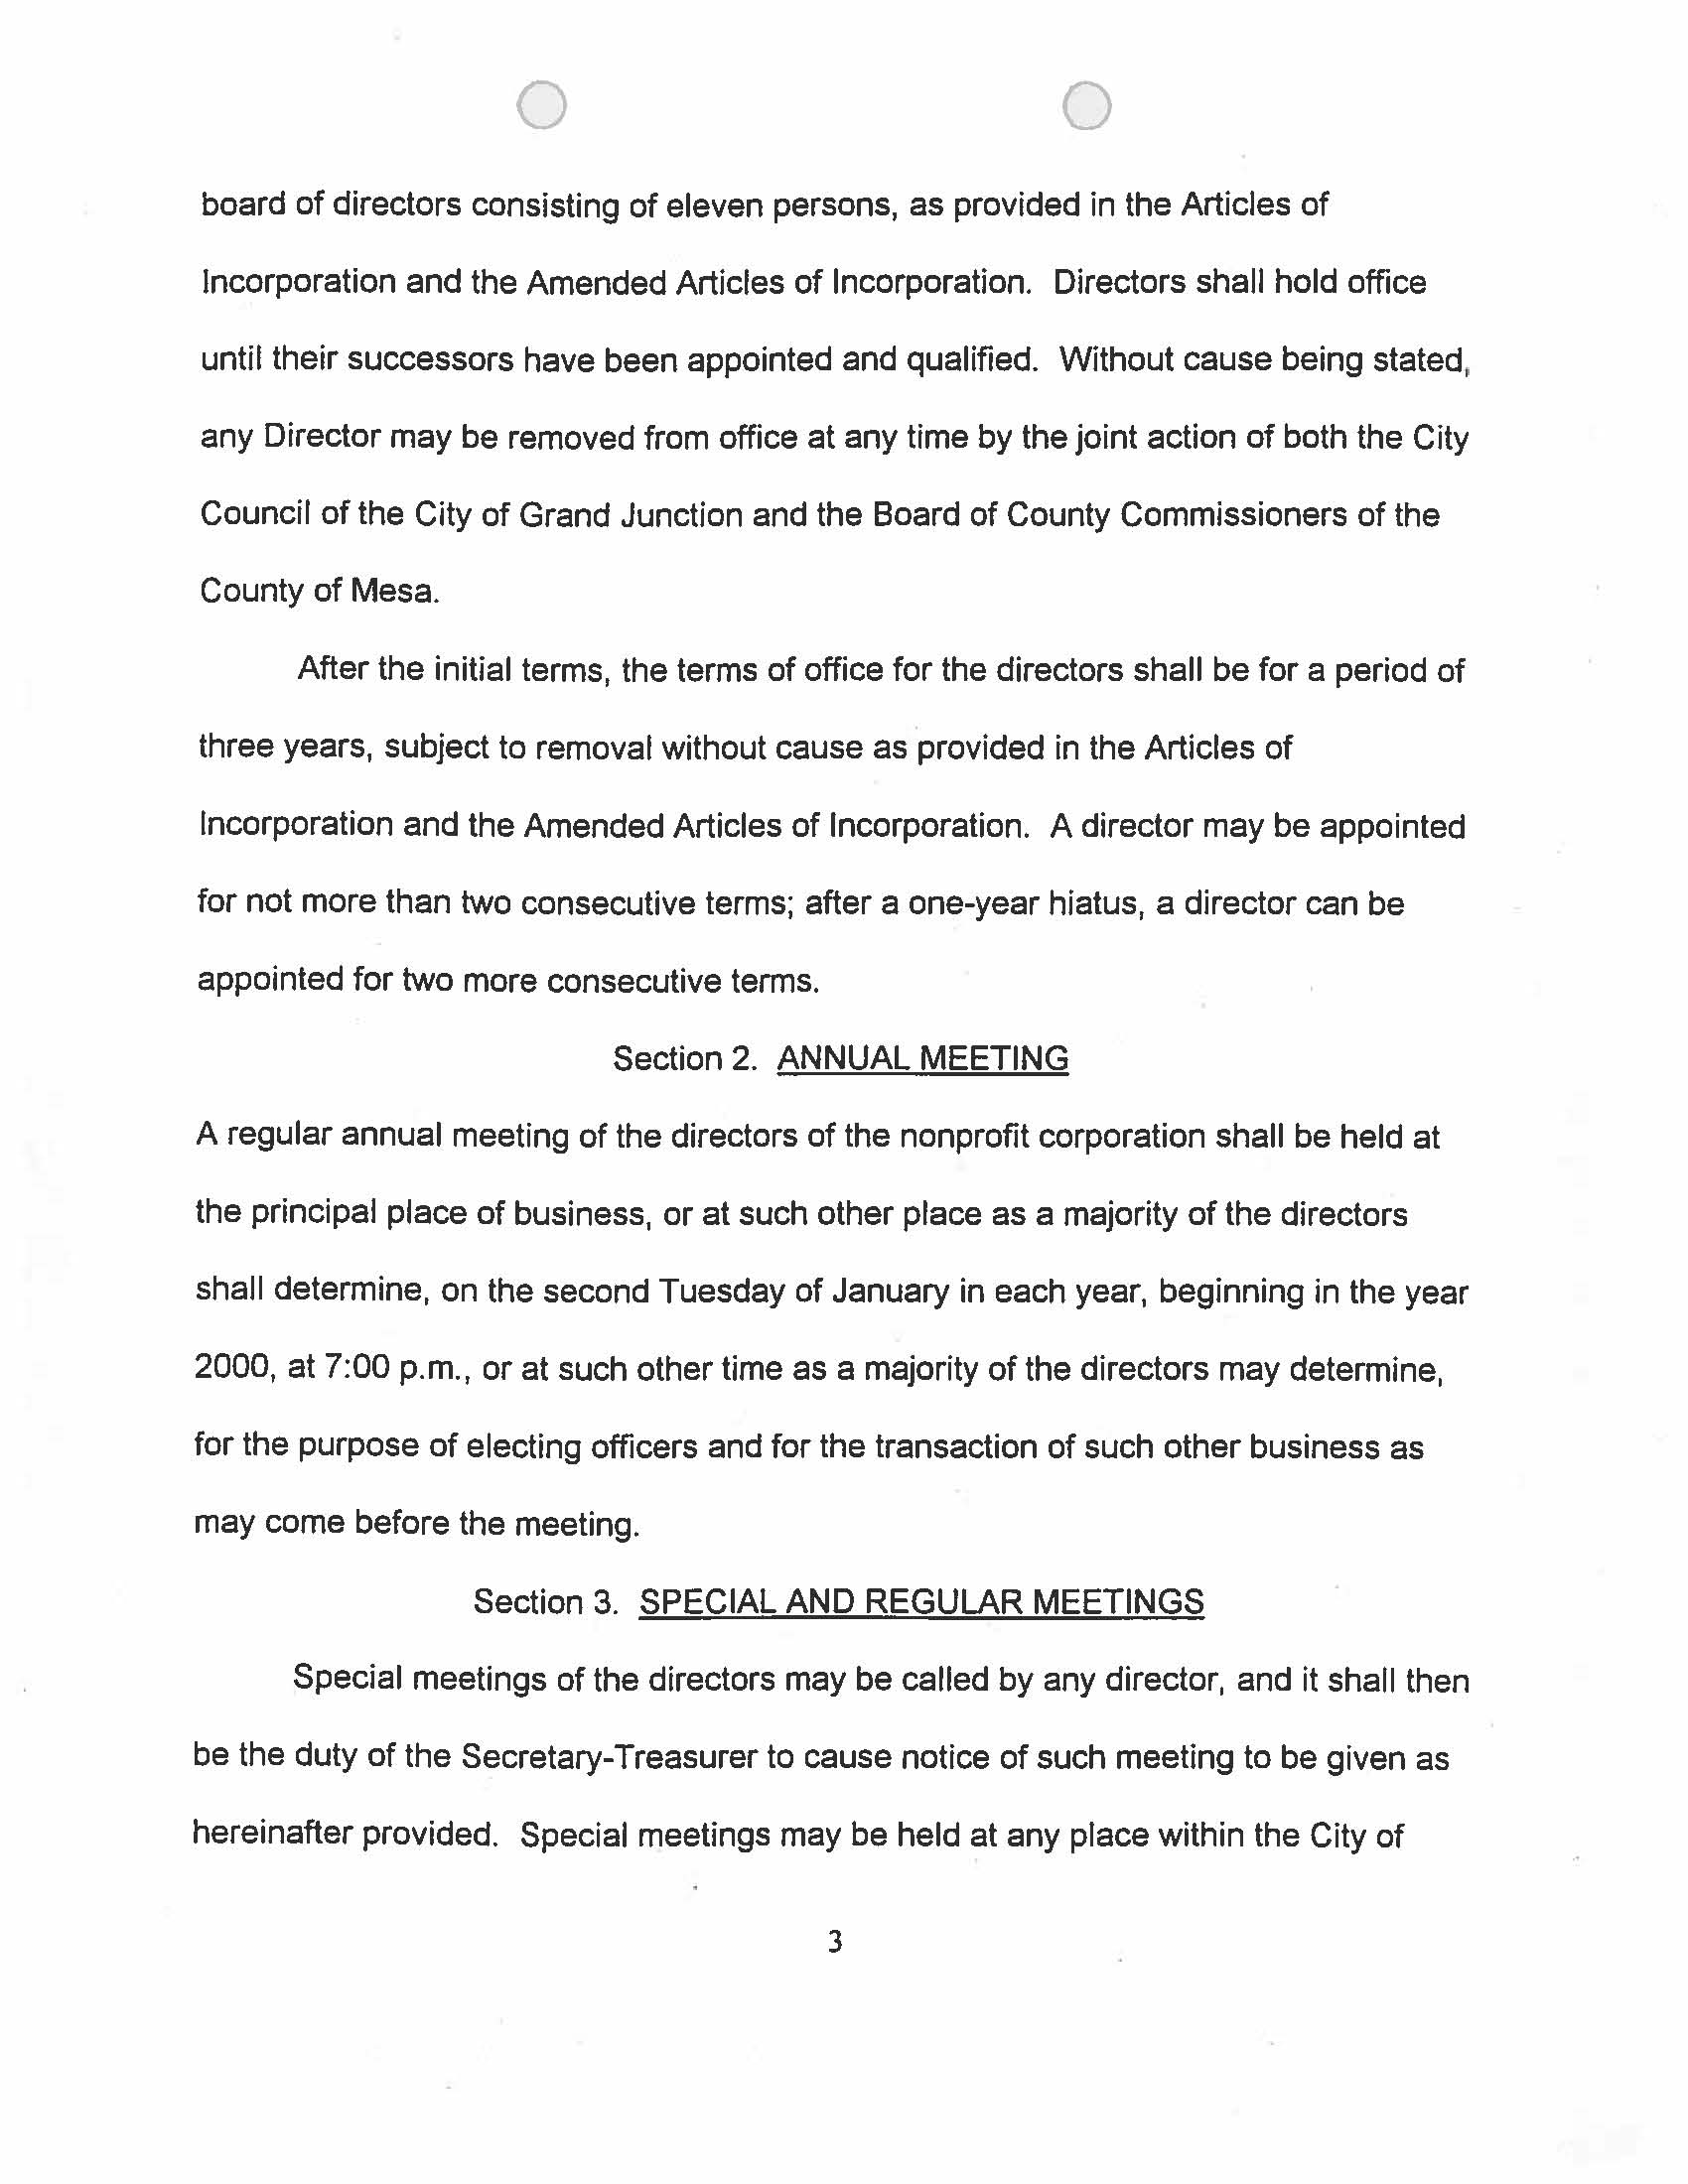 board of directors consisting of eleven persons, as provided in the Articles of
Incorporation and the Amended Articles of Incorporation. Directors shall hold office
until their successors have been appointed and qualified. Without cause being stated,
any Director may be removed from office at any time by the joint action of both the City
Council of the City of Grand Junction and the Board of County Commissioners of the
County of Mesa.
After the initial terms, the terms of office for the directors shall be for a period of
three years, subject to removal without cause as provided in the Articles of
Incorporation and the Amended Articles of Incorporation. A director may be appointed
for not more than two consecutive terms; after a one-year hiatus, a director can be
appointed for two more consecutive terms.
Section 2. ANNUAL MEETING
A regular annual meeting of the directors of the nonprofit corporation shall be held at
the principal place of business, or at such other place as a majority of the directors
shall determine, on the second Tuesday of January in each year, beginning in the year
2000, at 7:00 p.m., or at such other time as a majority of the directors may determine,
for the purpose of electing officers and for the transaction of such other business as
may come before the meeting.
Section 3. SPECIAL AND REGULAR MEETINGS
Special meetings of the directors may be called by any director, and it shall then
be the duty of the Secretary-Treasurer to cause notice of such meeting to be given as
hereinafter provided. Special meetings may be held at any place within the City of
3